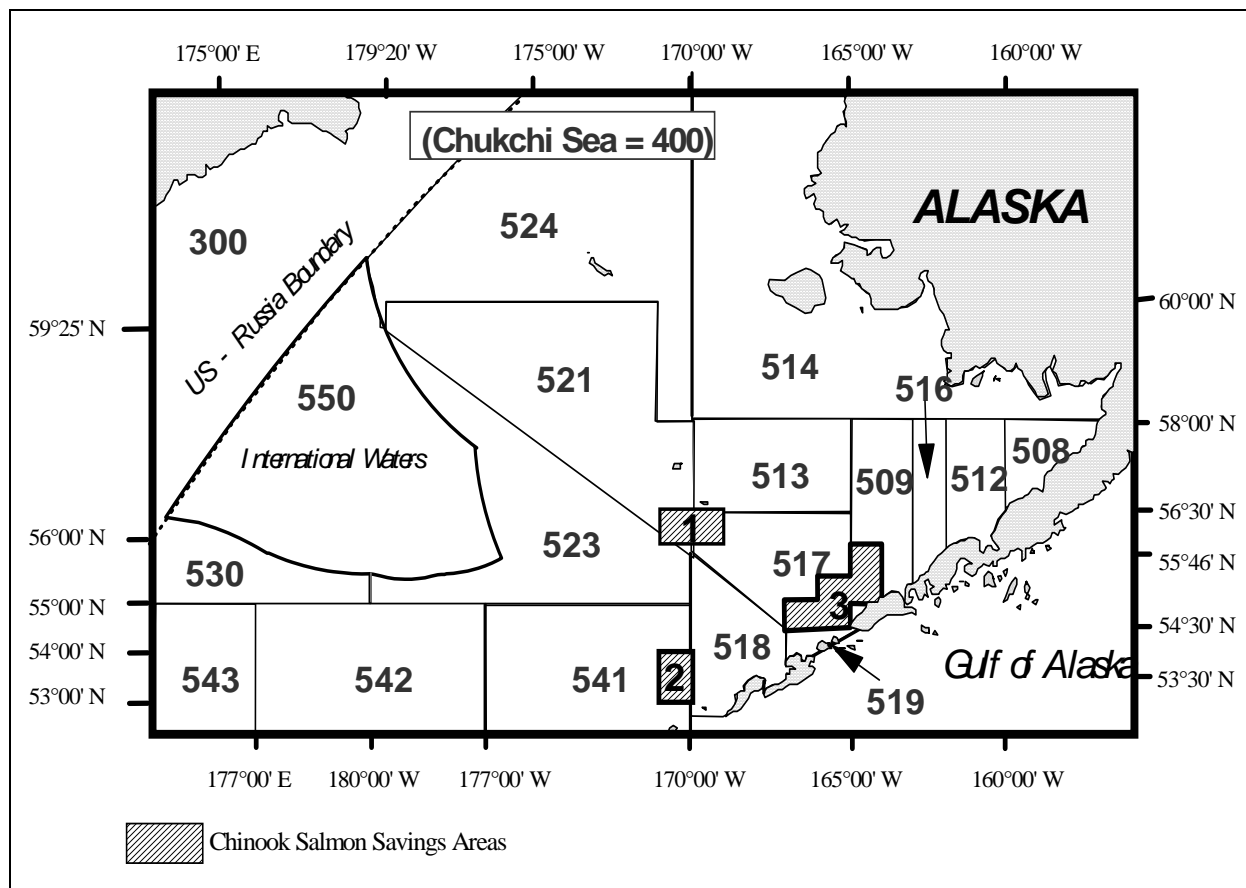 175°00' E 179°20' W 175°00' W 170°00' W 165°00' W 160°00' W
(Chukchi Sea = 400)
ALASKA
300
524
US - Russia Boundary
60°00' N
59°25' N
521
514
516
550
International Waters
58°00' N
508
513
509
512
56°30' N
1
56°00' N
523
55°46' N
517
530
3
55°00' N
54°30' N
518
54°00' N
Gulf of Alaska
543
542
541
2
53°30' N
53°00' N
519
177°00' E 180°00' W 177°00' W 170°00' W 165°00' W 160°00' W
Chinook Salmon Savings Areas